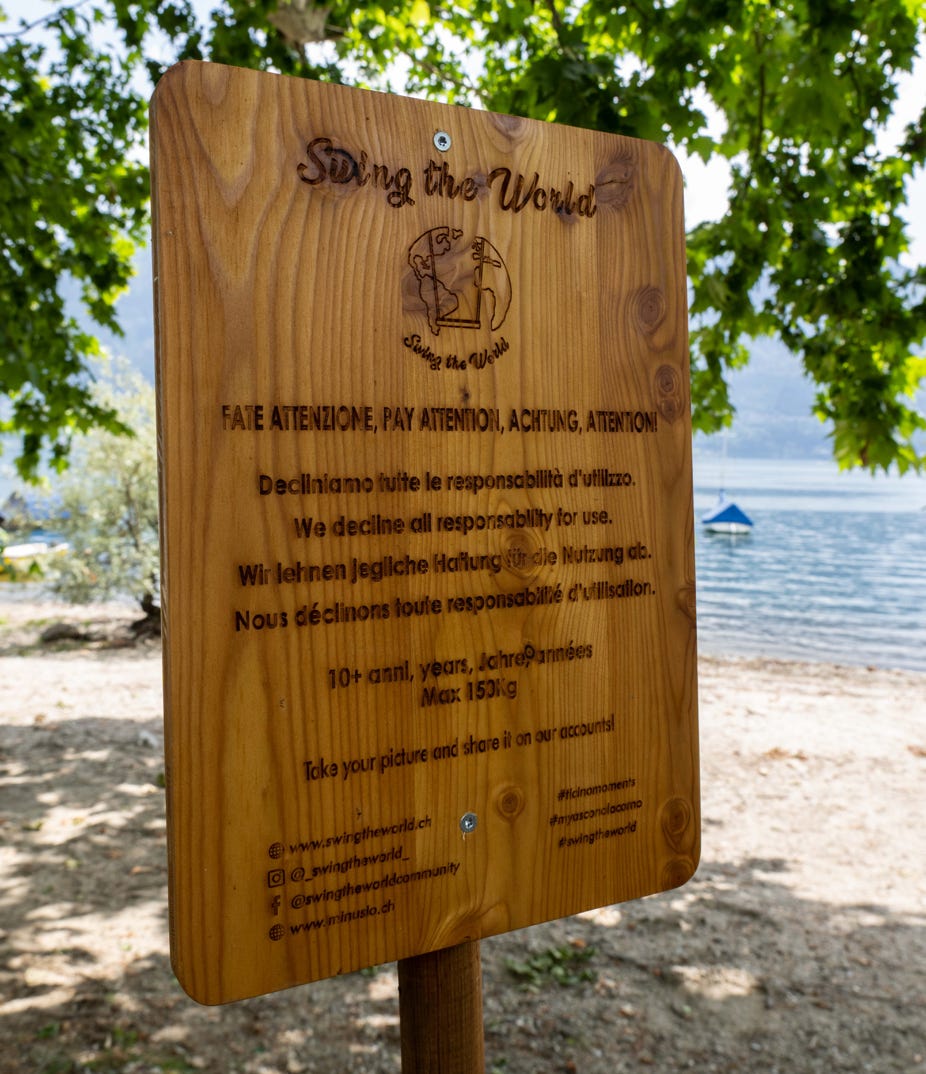 Swing the World
Swing the World
FATE ATTENZIONE, PAY ATTENTION, ACHTUNG, ATTENTION!
Decliniamo tutte le responsabilità d'utilizzo.
We decline all responsability for use.
Wir lehnen jegliche Haftung für die Nutzung ab.
Nous déclinons toute responsabilité d'utilisation.
10+ anni, years, Jahre, années
Max 150Kg
Take your picture and share it on our accounts!
www.swingtheworld.ch
@_swingtheworld_
@swingtheworldcommunity
www.minusio.ch
#ticinomoments
#myasconalocarno
#swingtheworld